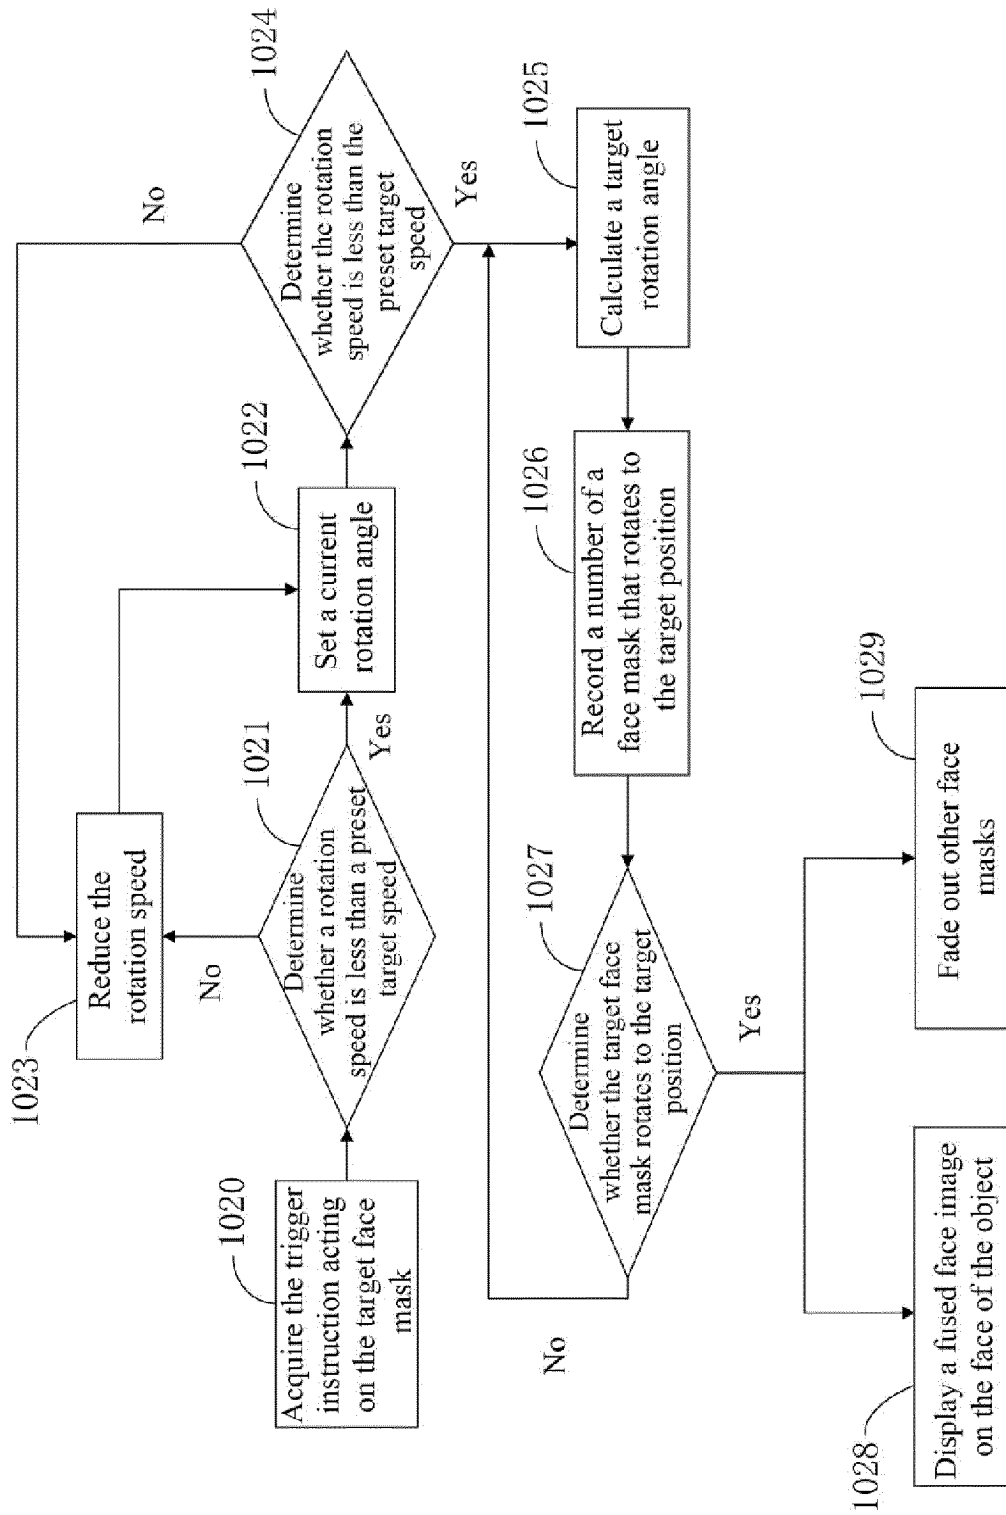 1020
Acquire the trigger
instruction acting
on the target face
mask
1021
Determine
whether a rotation
speed is less than a preset
target speed
No
Yes
1023
Reduce the
rotation speed
1022
Set a current
rotation angle
1024
Determine
whether the rotation
speed is less than the
preset target
speed
No
Yes
1025
Calculate a target
rotation angle
1026
Record a number of a
face mask that rotates to
the target position
1027
Determine
whether the target face
mask rotates to the target
position
No
Yes
1028
Display a fused face image
on the face of the object
1029
Fade out other face
masks